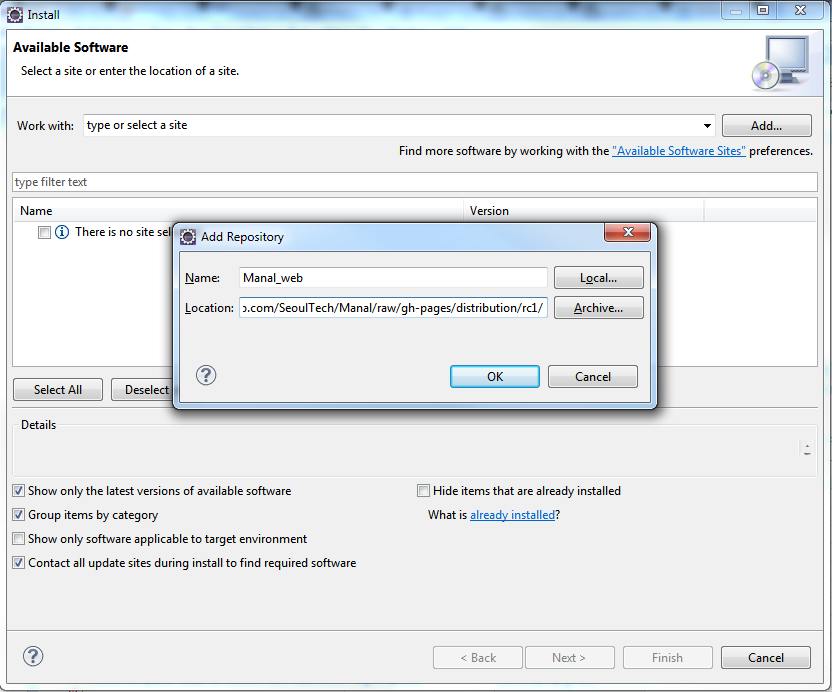 Install
Available Software
Select a site or enter the location of a site.
Work with: type or select a site Add...
Find more software by working with the "Available Software Sites" preferences.
type filter text
Name Version
There is no site sel
Add Repository
Name: Manal_web Local...
Location: .com/SeoulTech/Manal/raw/gh-pages/distribution/rc1/ Archive...
OK Cancel
Select All Deselect
Details
Show only the latest versions of available software Hide items that are already installed
Group items by category What is already installed?
Show only software applicable to target environment
Contact all update sites during install to find required software
< Back Next > Finish Cancel